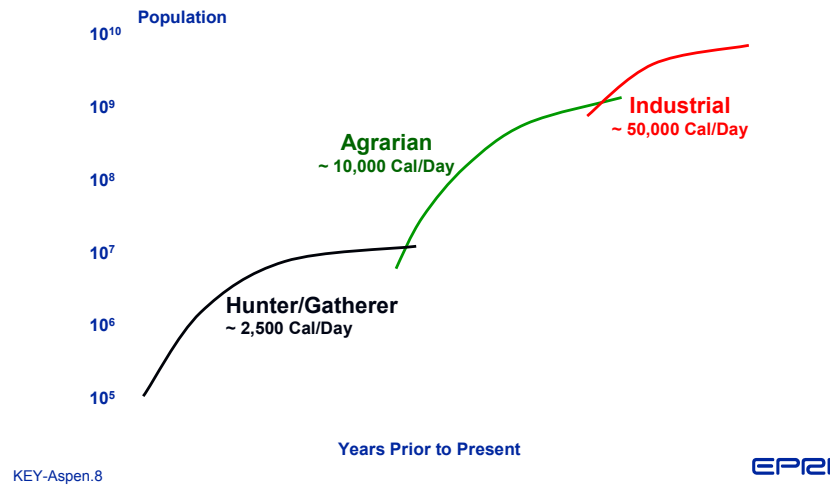 Population
10¹⁰
10⁹
Industrial
~ 50,000 Cal/Day
Agrarian
~ 10,000 Cal/Day
10⁸
10⁷
Hunter/Gatherer
~ 2,500 Cal/Day
10⁶
10⁵
Years Prior to Present
KEY-Aspen.8
EPRI